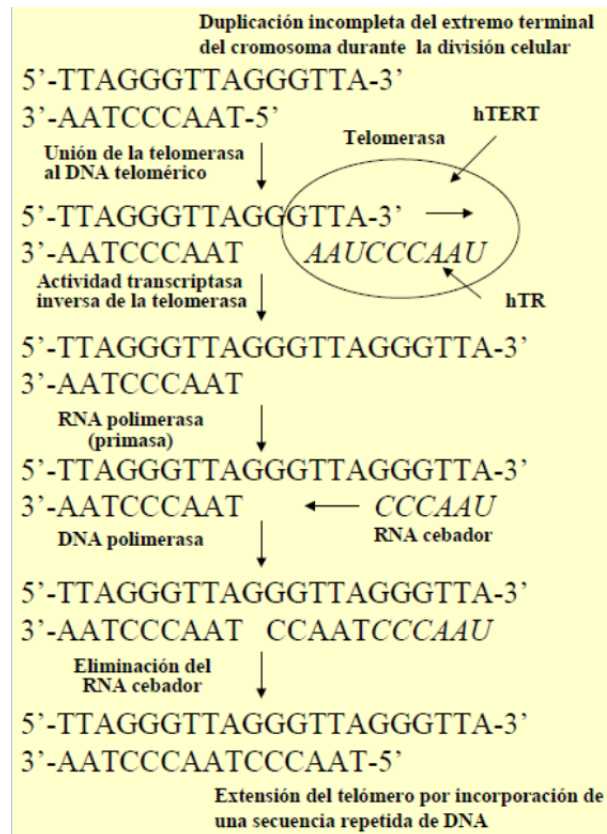 Duplicación incompleta del extremo terminal
del cromosoma durante la división celular
5’-TTAGGGTTAGGGTTA-3’
3’-AATCCCAAT-5’
hTERT
Telomerasa
Unión de la telomerasa
al DNA telomérico
5’-TTAGGGTTAGGGTTA-3’
3’-AATCCCAAT AAUCCCAAU
Actividad transcriptasa
inversa de la telomerasa
hTR
5’-TTAGGGTTAGGGTTAGGGTTA-3’
3’-AATCCCAAT
RNA polimerasa
(primasa)
5’-TTAGGGTTAGGGTTAGGGTTA-3’
3’-AATCCCAAT CCCAAU
DNA polimerasa
RNA cebador
5’-TTAGGGTTAGGGTTAGGGTTA-3’
3’-AATCCCAAT CCAATCCCAAU
Eliminación del
RNA cebador
5’-TTAGGGTTAGGGTTAGGGTTA-3’
3’-AATCCCAATCCCAAT-5’
Extensión del telómero por incorporación de
una secuencia repetida de DNA